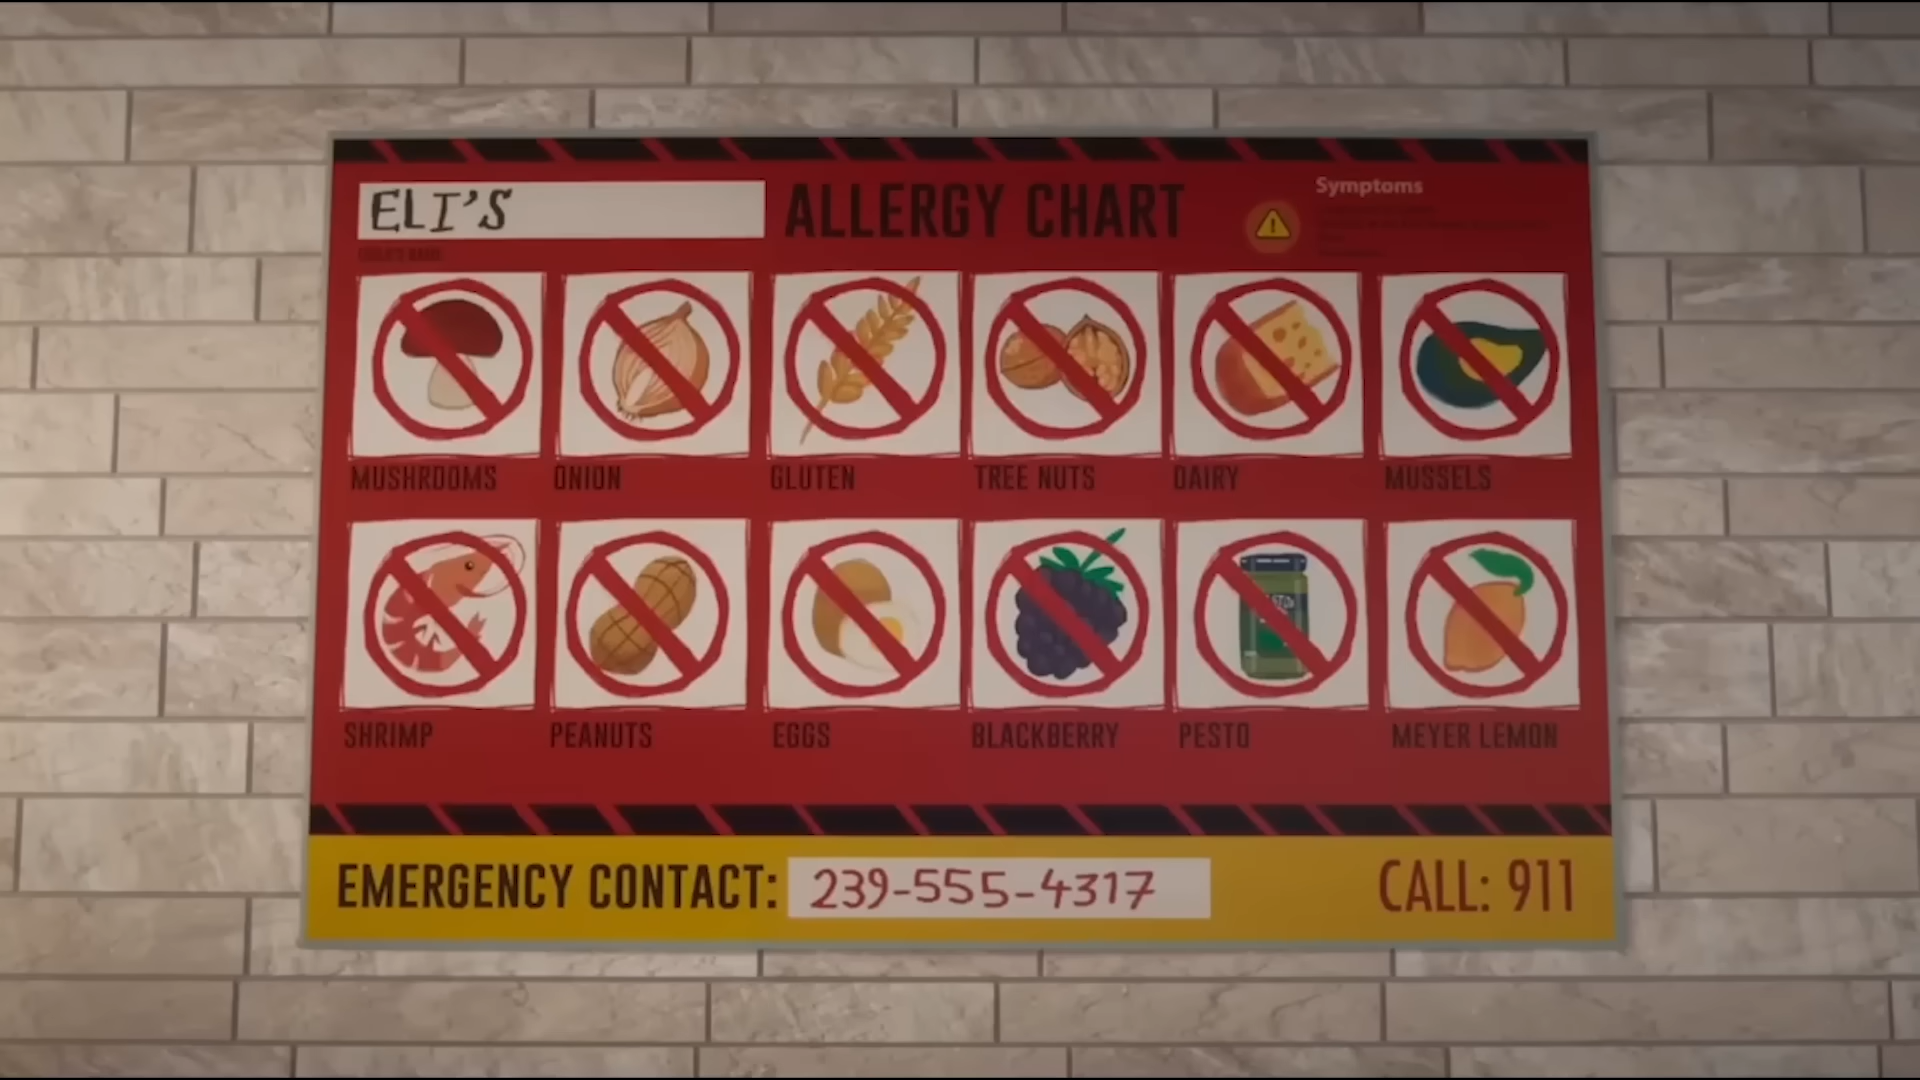 ELI'S
ALLERGY CHART
Symptoms
MUSHROOMS
ONION
GLUTEN
TREE NUTS
DAIRY
MUSSELS
SHRIMP
PEANUTS
EGGS
BLACKBERRY
PESTO
MEYER LEMON
EMERGENCY CONTACT: 239-555-4317
CALL: 911